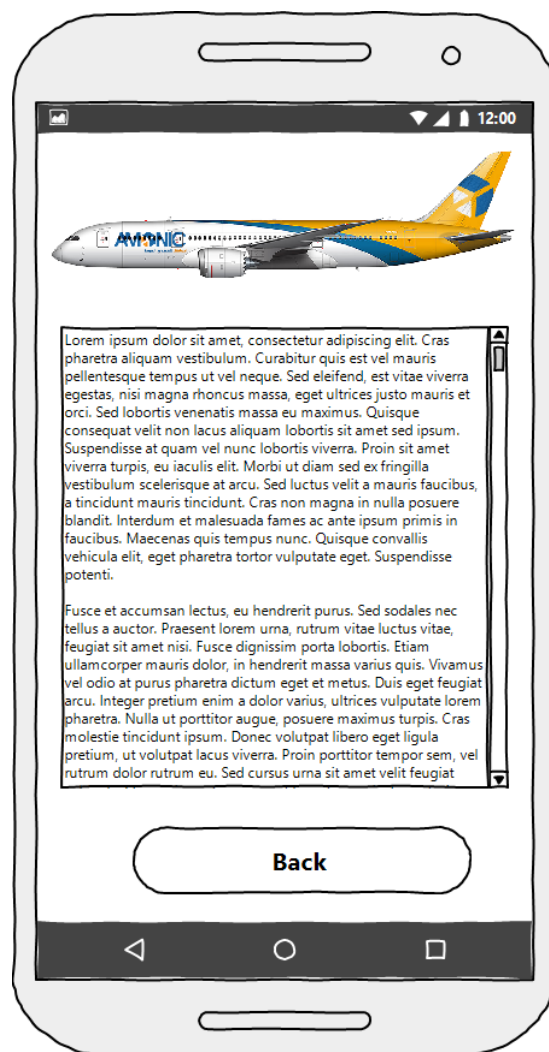 12:00
AVIONIC
Lorem ipsum dolor sit amet, consectetur adipiscing elit. Cras
pharetra aliquam vestibulum. Curabitur quis est vel mauris
pellentesque tempus ut vel neque. Sed eleifend, est vitae viverra
egestas, nisi magna rhoncus massa, eget ultrices justo mauris et
orci. Sed lobortis venenatis massa eu maximus. Quisque
consequat velit non lacus aliquam lobortis sit amet sed ipsum.
Suspendisse at quam vel nunc lobortis viverra. Proin sit amet
viverra turpis, eu iaculis elit. Morbi ut diam sed ex fringilla
vestibulum scelerisque at arcu. Sed luctus velit a mauris faucibus,
a tincidunt mauris tincidunt. Cras non magna in nulla posuere
blandit. Interdum et malesuada fames ac ante ipsum primis in
faucibus. Maecenas quis tempus nunc. Quisque convallis
vehicula elit, eget pharetra tortor vulputate eget. Suspendisse
potenti.
Fusce et accumsan lectus, eu hendrerit purus. Sed sodales nec
tellus a auctor. Praesent lorem urna, rutrum vitae luctus vitae,
feugiat sit amet nisi. Fusce dignissim porta lobortis. Etiam
ullamcorper mauris dolor, in hendrerit massa varius quis. Vivamus
vel odio at purus pharetra dictum eget et metus. Duis eget feugiat
arcu. Integer pretium enim a dolor varius, ultrices vulputate lorem
pharetra. Nulla ut porttitor augue, posuere maximus turpis. Cras
molestie tincidunt ipsum. Donec volutpat libero eget ligula
pretium, ut volutpat lacus viverra. Proin porttitor tempor sem, vel
rutrum dolor rutrum eu. Sed cursus urna sit amet velit feugiat
Back